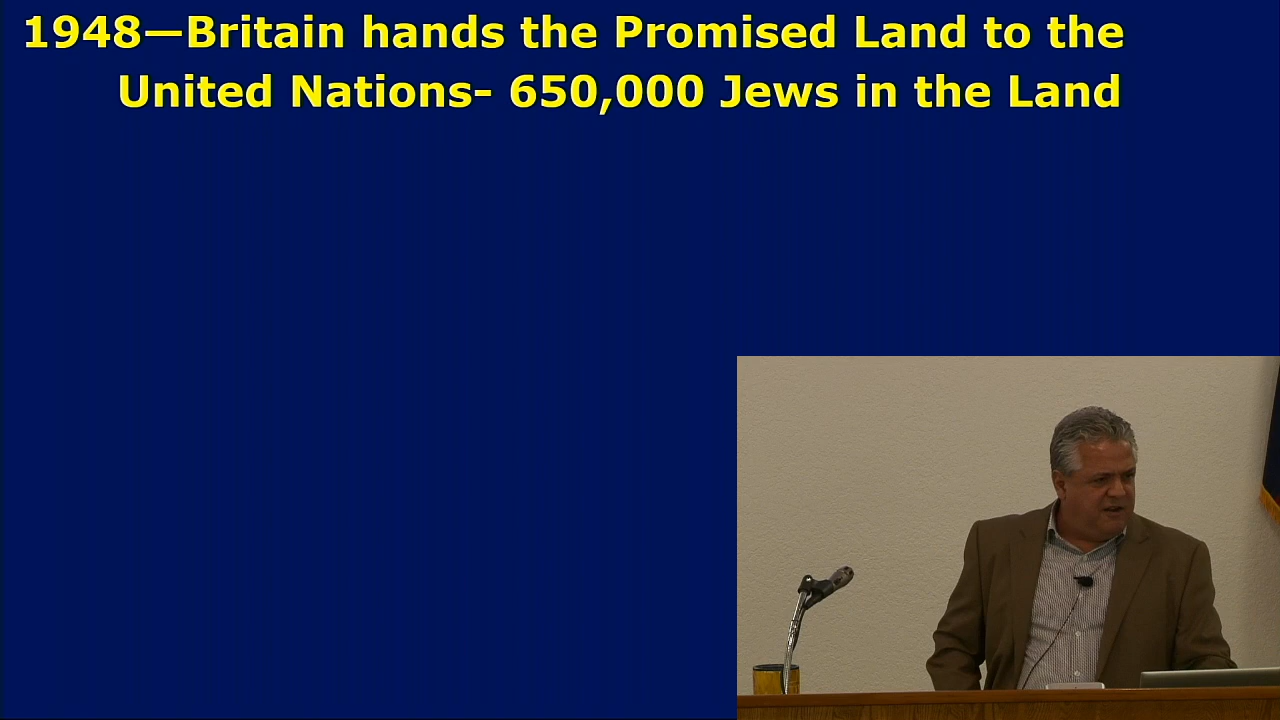 1948—Britain hands the Promised Land to the
United Nations- 650,000 Jews in the Land